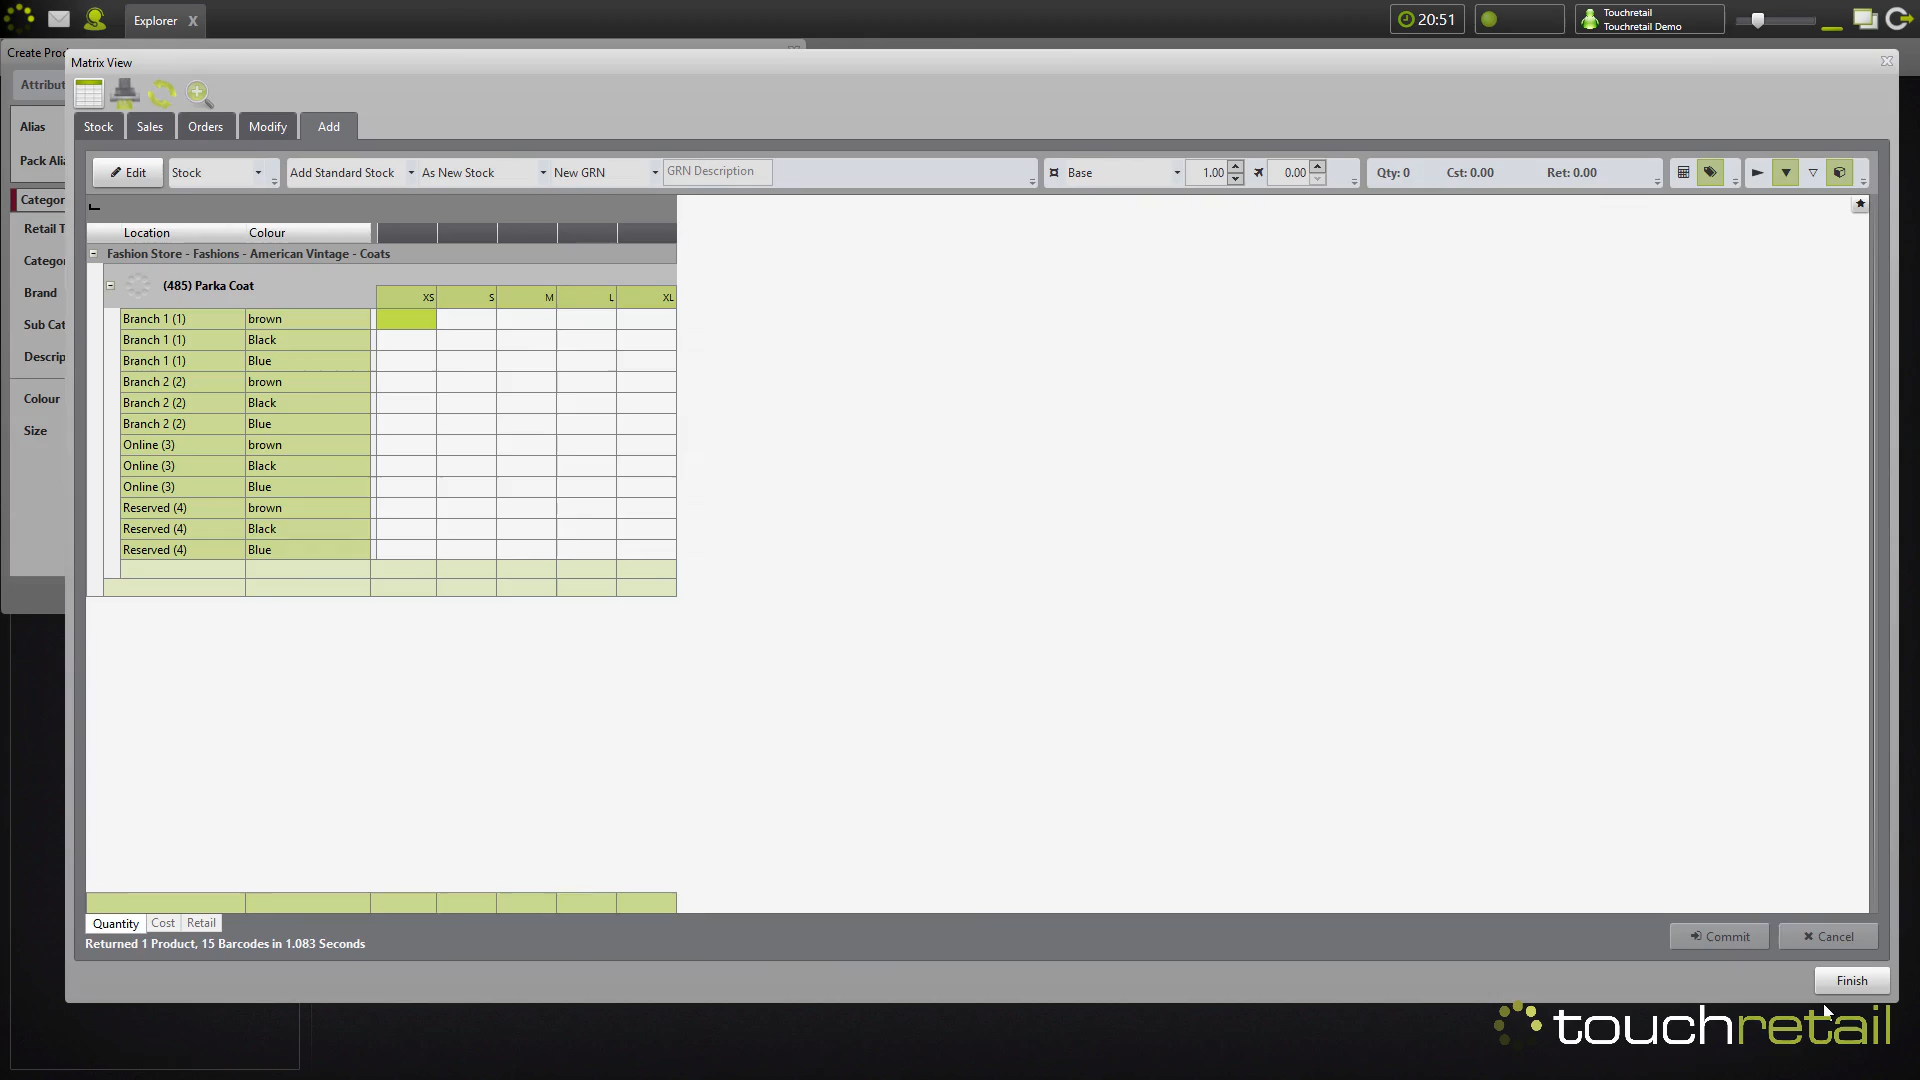 Explorer X
20:51
Touchretail
Touchretail Demo
Create Prod
Matrix View
Attribut
Stock Sales Orders Modify Add
Alias
Pack Alia
Categor
Retail T
Categor
Brand
Sub Cat
Descrip
Colour
Size
Edit Stock Add Standard Stock As New Stock New GRN GRN Description Base 1.00 0.00 Qty: 0 Cst: 0.00 Ret: 0.00
Location Colour
Fashion Store - Fashions - American Vintage - Coats
(485) Parka Coat
XS S M L XL
Branch 1 (1) brown
Branch 1 (1) Black
Branch 1 (1) Blue
Branch 2 (2) brown
Branch 2 (2) Black
Branch 2 (2) Blue
Online (3) brown
Online (3) Black
Online (3) Blue
Reserved (4) brown
Reserved (4) Black
Reserved (4) Blue
Quantity Cost Retail
Returned 1 Product, 15 Barcodes in 1.083 Seconds
Commit Cancel
Finish
touchretail